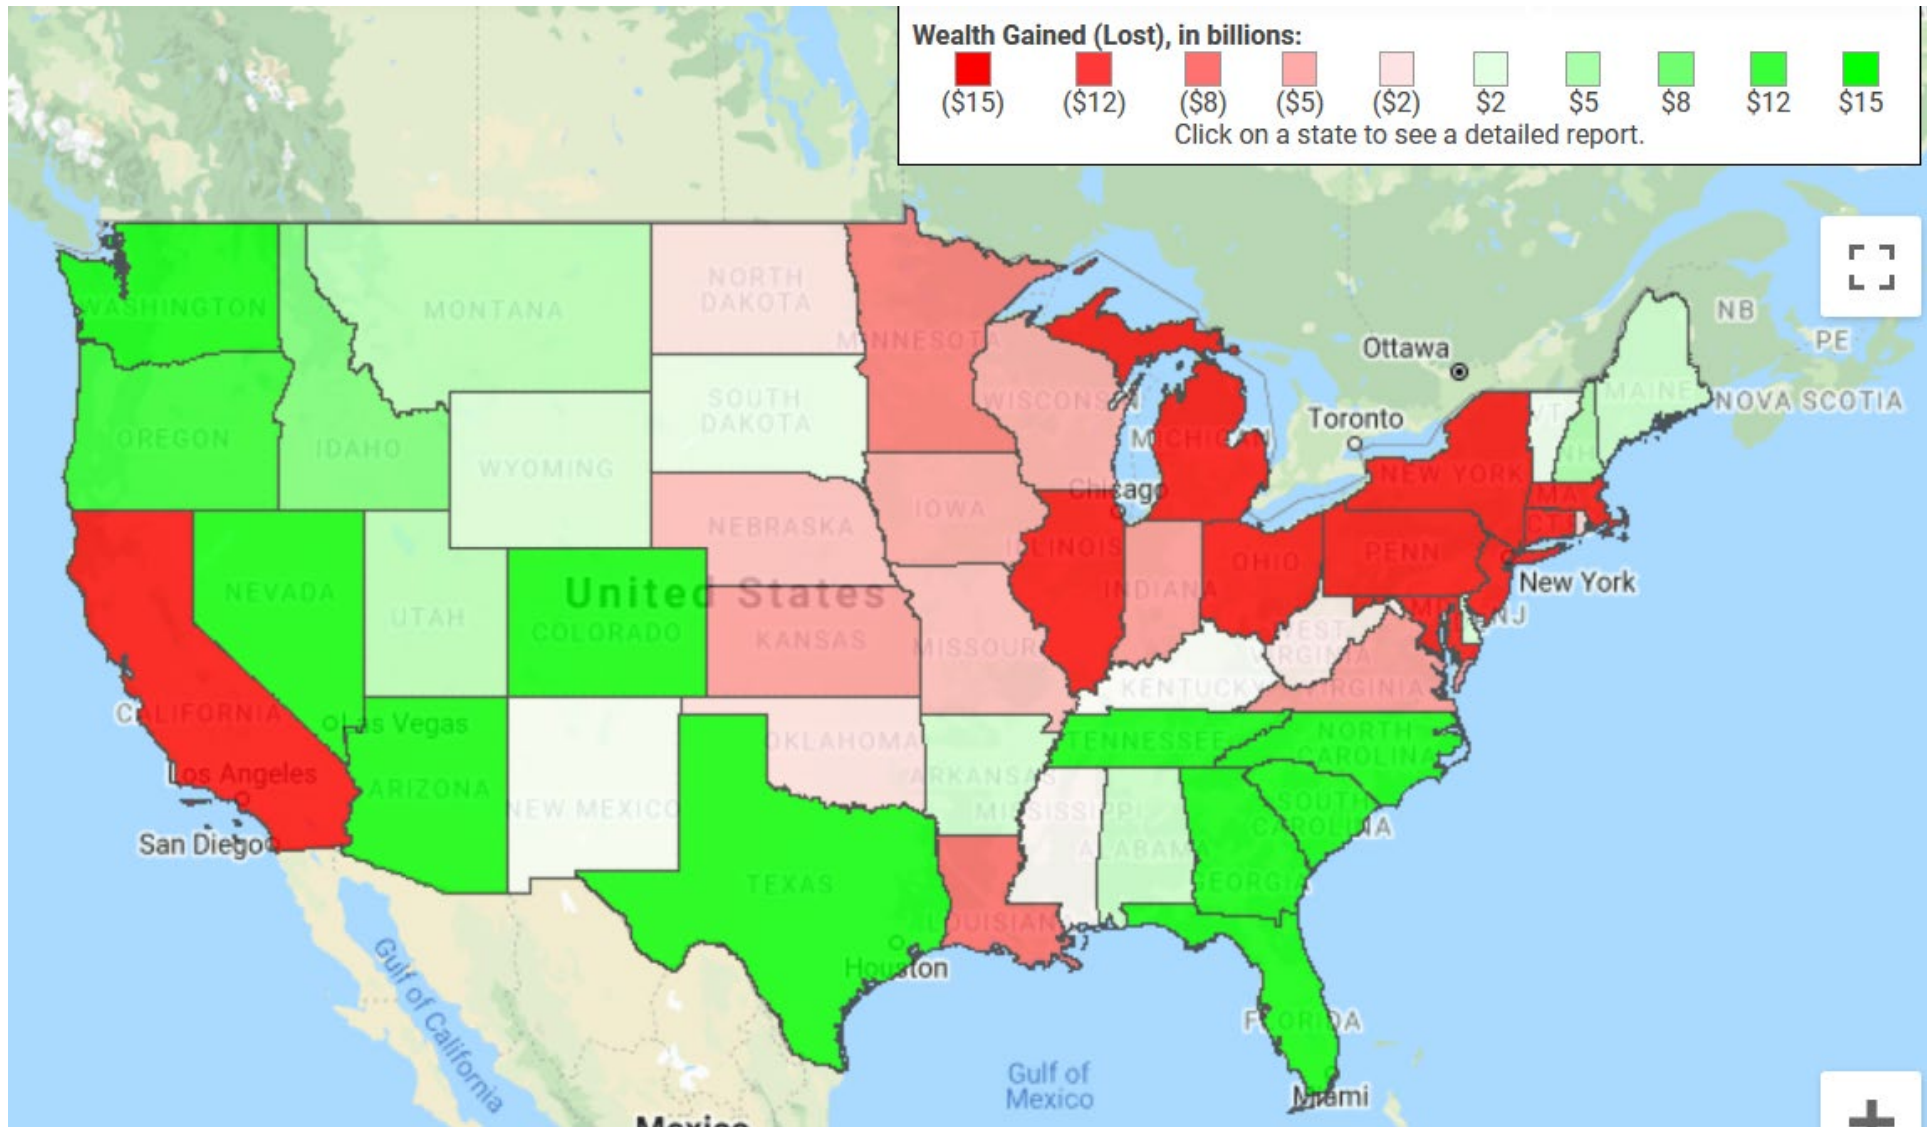 Wealth Gained (Lost), in billions:
($15) ($12) ($8) ($5) ($2) $2 $5 $8 $12 $15
Click on a state to see a detailed report.
WASHINGTON
MONTANA
NORTH
DAKOTA
MINNESOTA
NB
PE
Ottawa
MAINE
NOVA SCOTIA
SOUTH
DAKOTA
WISCONSIN
Toronto
MICHIGAN
OREGON
IDAHO
WYOMING
VT
NH
NEW YORK
MA
CT
Chicago
IOWA
NEBRASKA
ILLINOIS
OHIO
PENN
New York
NEVADA
United States
INDIANA
MD
NJ
UTAH
COLORADO
KANSAS
MISSOURI
WEST
VIRGINIA
KENTUCKY
VIRGINIA
CALIFORNIA
Las Vegas
OKLAHOMA
TENNESSEE
NORTH
CAROLINA
Los Angeles
ARIZONA
NEW MEXICO
ARKANSAS
MISSISSIPPI
SOUTH
CAROLINA
San Diego
ALABAMA
TEXAS
GEORGIA
LOUISIANA
Houston
Gulf of California
FLORIDA
Gulf of
Mexico
Miami
Mexico